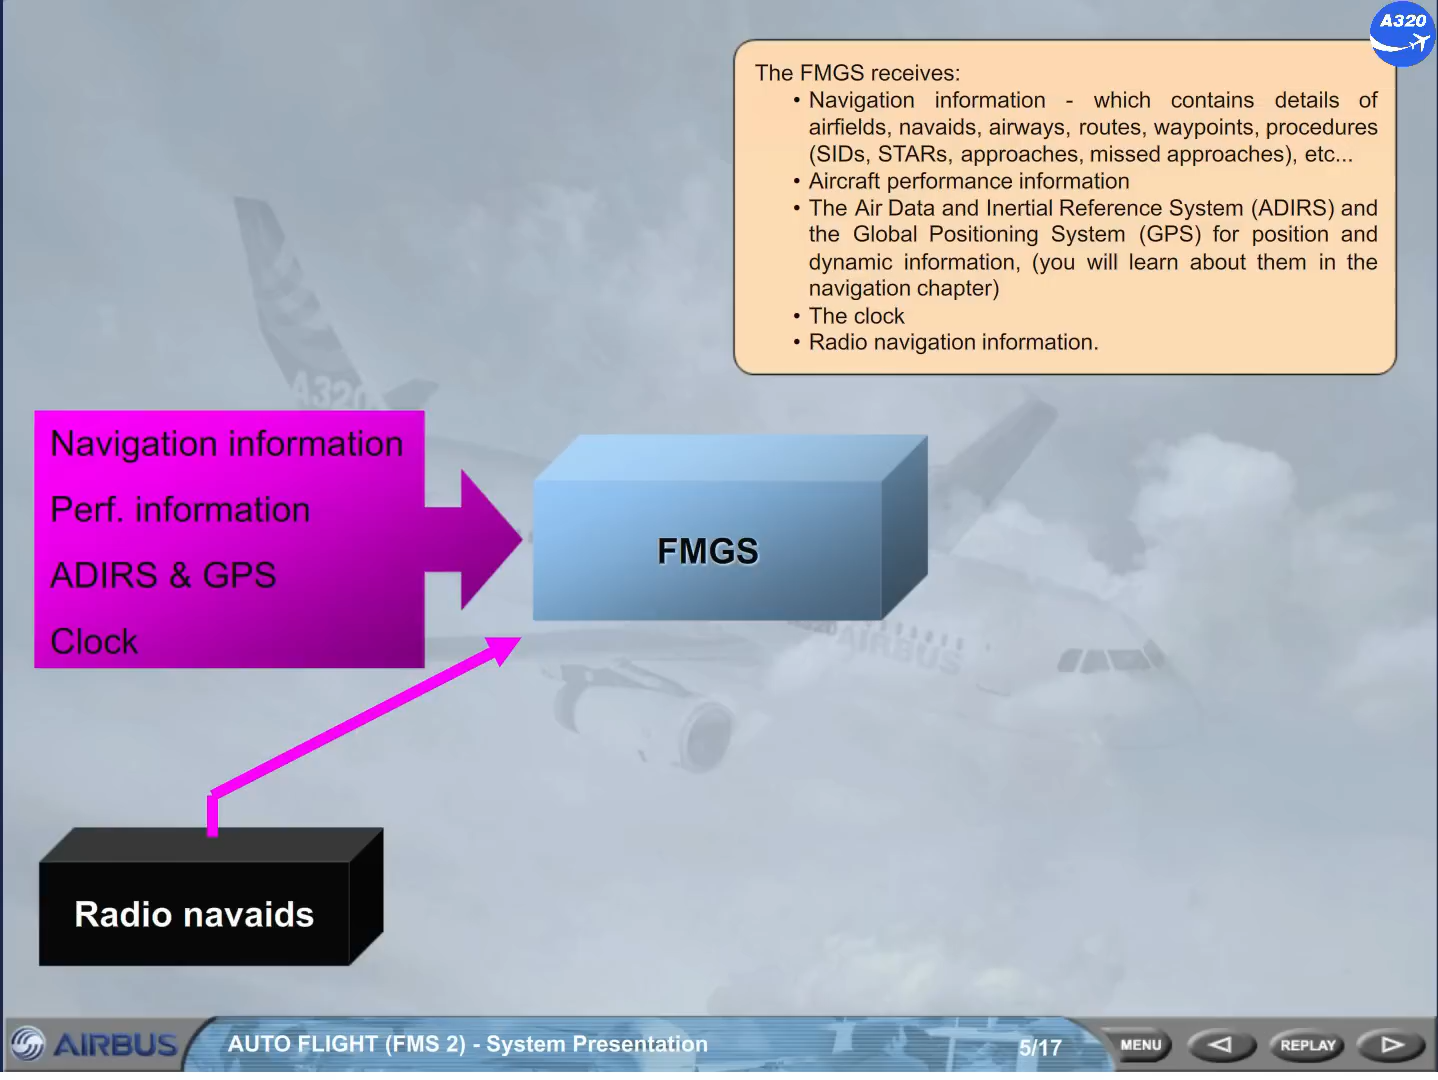 A320
The FMGS receives:
• Navigation information - which contains details of
airfields, navaids, airways, routes, waypoints, procedures
(SIDs, STARs, approaches, missed approaches), etc...
• Aircraft performance information
• The Air Data and Inertial Reference System (ADIRS) and
the Global Positioning System (GPS) for position and
dynamic information, (you will learn about them in the
navigation chapter)
• The clock
• Radio navigation information.
A320
Navigation information
Perf. information
ADIRS & GPS
Clock
FMGS
AIRBUS
Radio navaids
AIRBUS
AUTO FLIGHT (FMS 2) - System Presentation
5/17
MENU
REPLAY